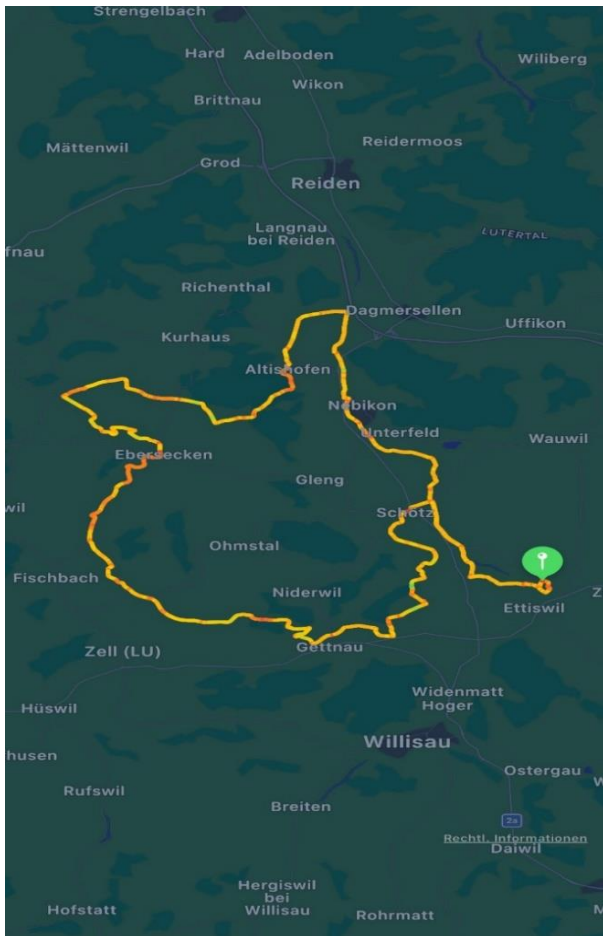 Strengelbach
Hard
Adelboden
Wiliberg
Wikon
Brittnau
Reidermoos
Mättenwil
Grod
Reiden
Langnau
bei Reiden
LUTERTAL
fnau
Richenthal
Dagmersellen
Uffikon
Kurhaus
Altishofen
Nebikon
Unterfeld
Wauwil
Ebersecken
Gleng
wil
Schötz
Ohmstal
Fischbach
Niderwil
Z
Ettiswil
Gettnau
Zell (LU)
Widenmatt
Hoger
Hüswil
Willisau
husen
Ostergau
Rufswil
W
Breiten
2a
Rechtl. Informationen
Daiwil
Hergiswil
bei
Willisau
Hofstatt
Rohrmatt
M